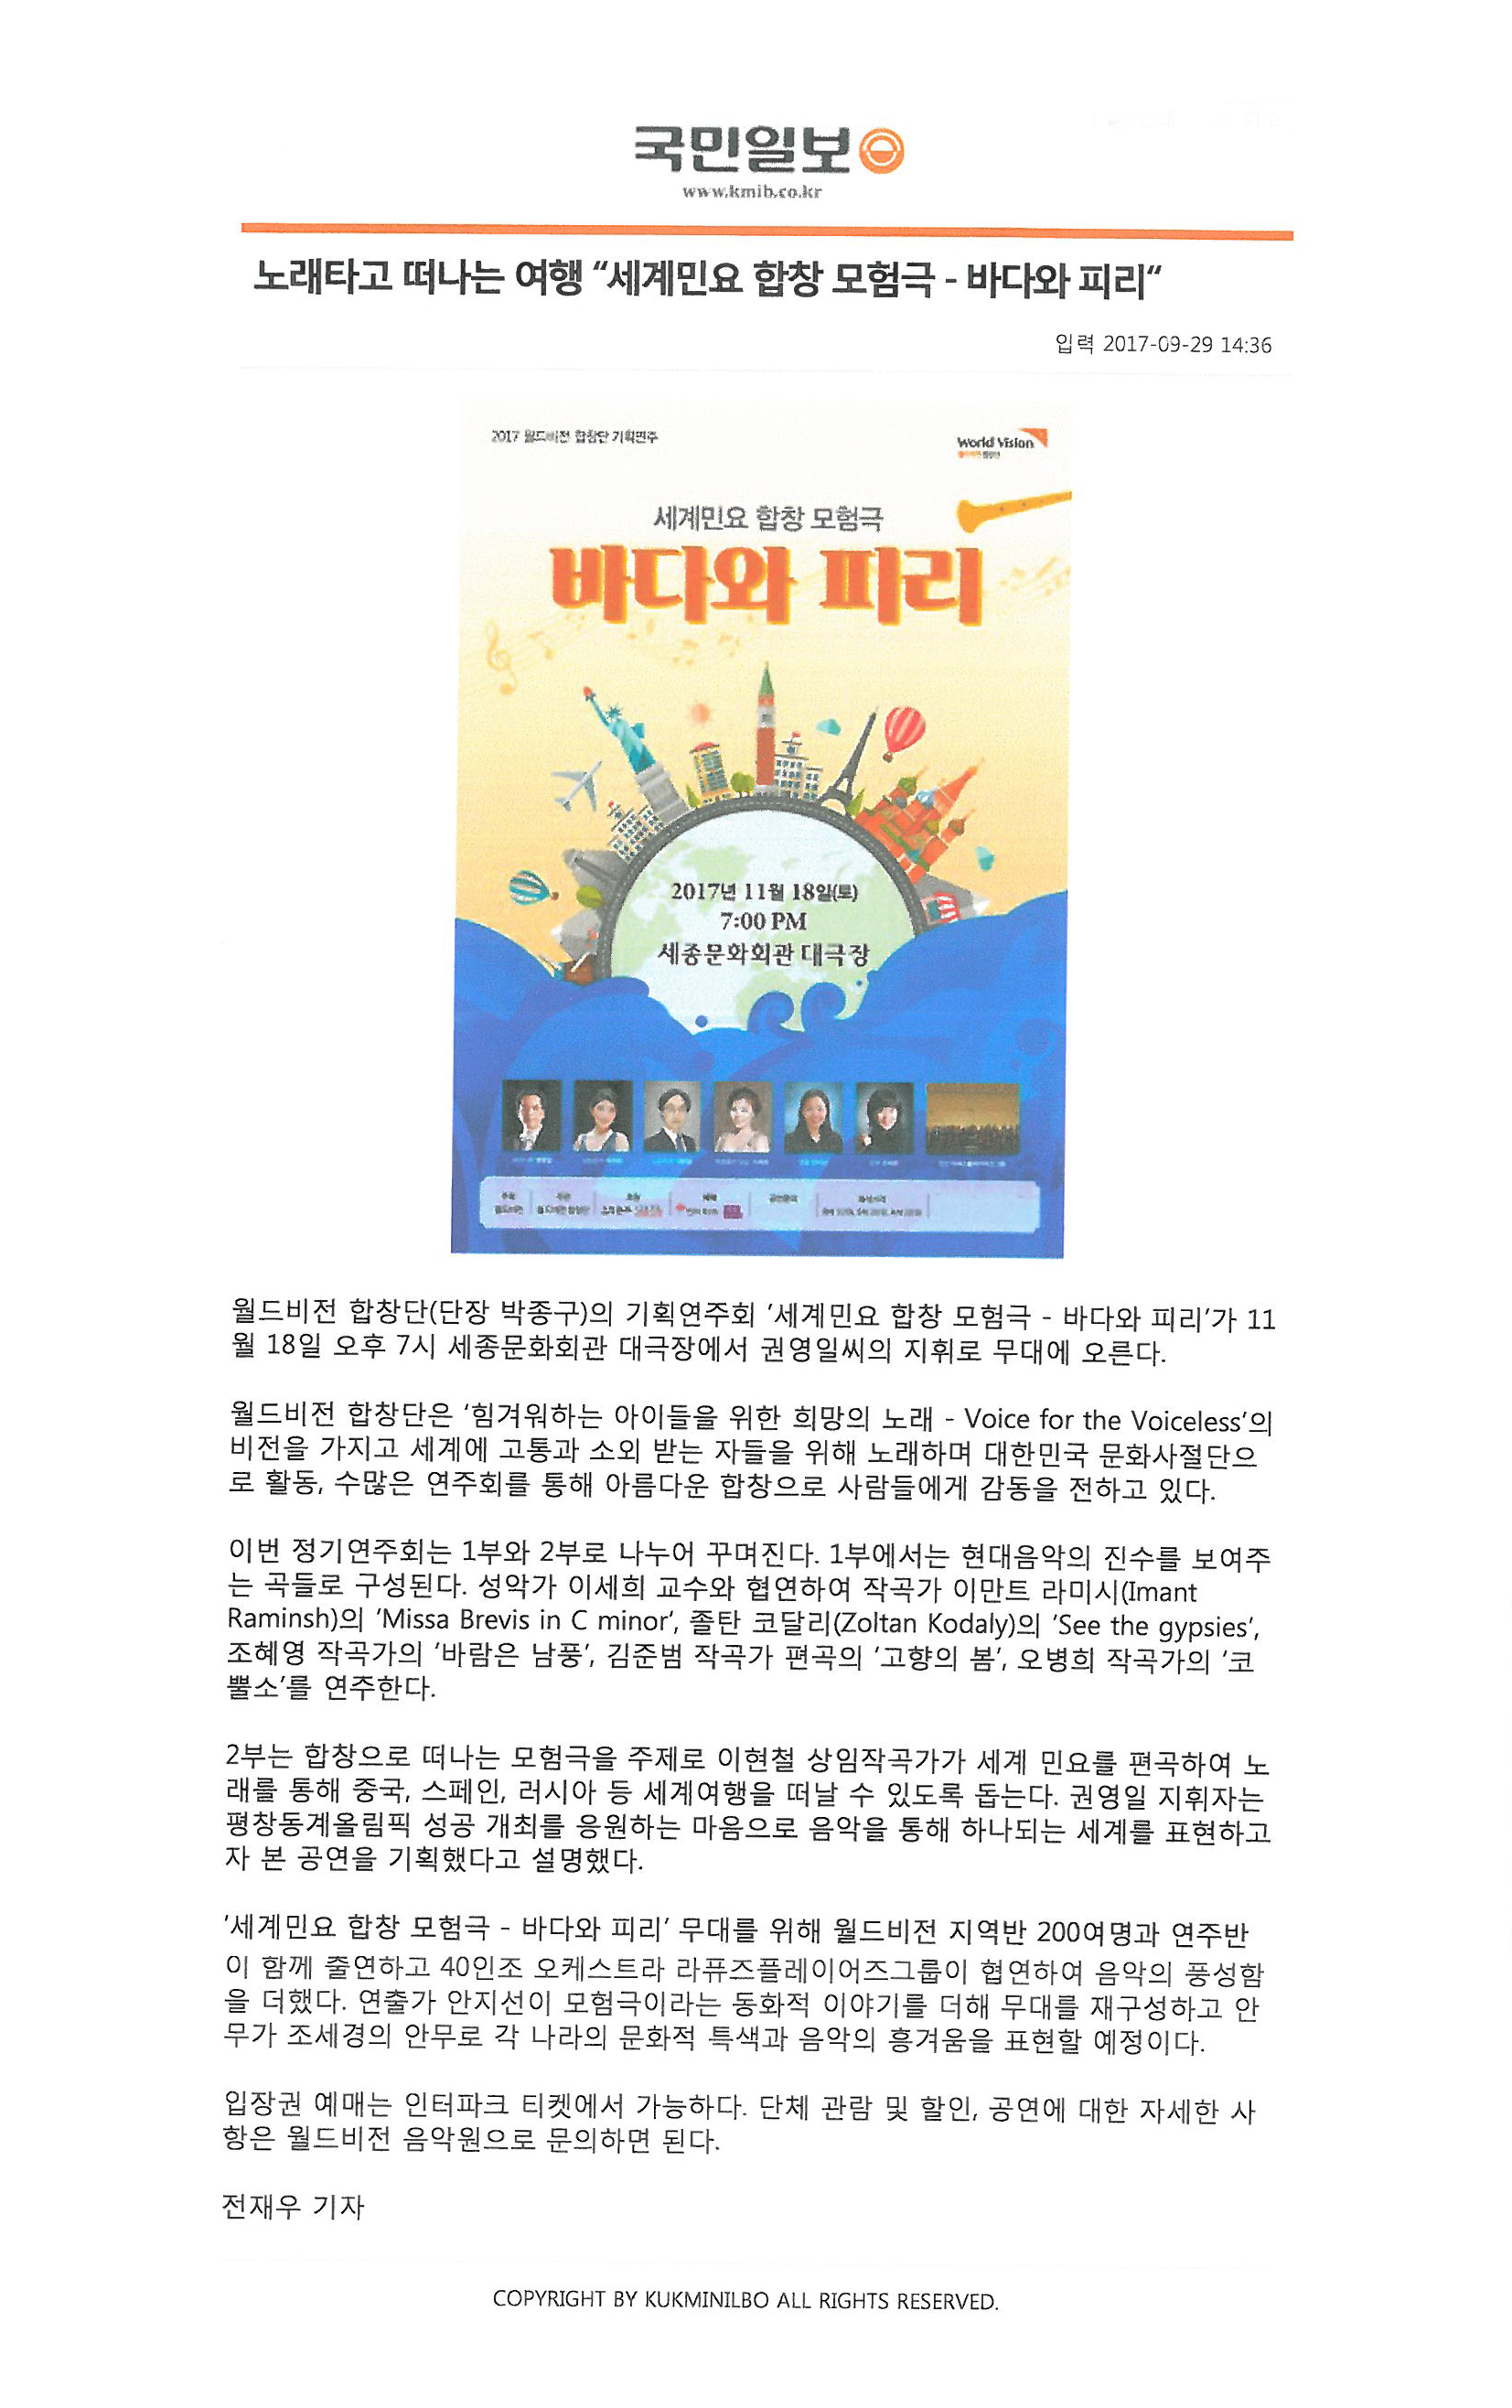 국민일보
www.kmib.co.kr
노래타고 떠나는 여행 “세계민요 합창 모험극 - 바다와 피리“
입력 2017-09-29 14:36
2017 월드비전 합창단 기획연주
World Vision
세계민요 합창 모험극
바다와 피리
2017년 11월 18일(토)
7:00 PM
세종문화회관 대극장
월드비전 합창단(단장 박종구)의 기획연주회 ‘세계민요 합창 모험극 - 바다와 피리’가 11
월 18일 오후 7시 세종문화회관 대극장에서 권영일씨의 지휘로 무대에 오른다.
월드비전 합창단은 ‘힘겨워하는 아이들을 위한 희망의 노래 - Voice for the Voiceless’의
비전을 가지고 세계에 고통과 소외 받는 자들을 위해 노래하며 대한민국 문화사절단으
로 활동, 수많은 연주회를 통해 아름다운 합창으로 사람들에게 감동을 전하고 있다.
이번 정기연주회는 1부와 2부로 나누어 꾸며진다. 1부에서는 현대음악의 진수를 보여주
는 곡들로 구성된다. 성악가 이세희 교수와 협연하여 작곡가 이만트 라미시(Imant
Raminsh)의 ‘Missa Brevis in C minor’, 졸탄 코달리(Zoltan Kodaly)의 ‘See the gypsies’,
조혜영 작곡가의 ‘바람은 남풍’, 김준범 작곡가 편곡의 ‘고향의 봄’, 오병희 작곡가의 ‘코
뿔소’를 연주한다.
2부는 합창으로 떠나는 모험극을 주제로 이현철 상임작곡가가 세계 민요를 편곡하여 노
래를 통해 중국, 스페인, 러시아 등 세계여행을 떠날 수 있도록 돕는다. 권영일 지휘자는
평창동계올림픽 성공 개최를 응원하는 마음으로 음악을 통해 하나되는 세계를 표현하고
자 본 공연을 기획했다고 설명했다.
‘세계민요 합창 모험극 - 바다와 피리’ 무대를 위해 월드비전 지역반 200여명과 연주반
이 함께 출연하고 40인조 오케스트라 라퓨즈플레이어즈그룹이 협연하여 음악의 풍성함
을 더했다. 연출가 안지선이 모험극이라는 동화적 이야기를 더해 무대를 재구성하고 안
무가 조세경의 안무로 각 나라의 문화적 특색과 음악의 흥겨움을 표현할 예정이다.
입장권 예매는 인터파크 티켓에서 가능하다. 단체 관람 및 할인, 공연에 대한 자세한 사
항은 월드비전 음악원으로 문의하면 된다.
전재우 기자
COPYRIGHT BY KUKMINILBO ALL RIGHTS RESERVED.